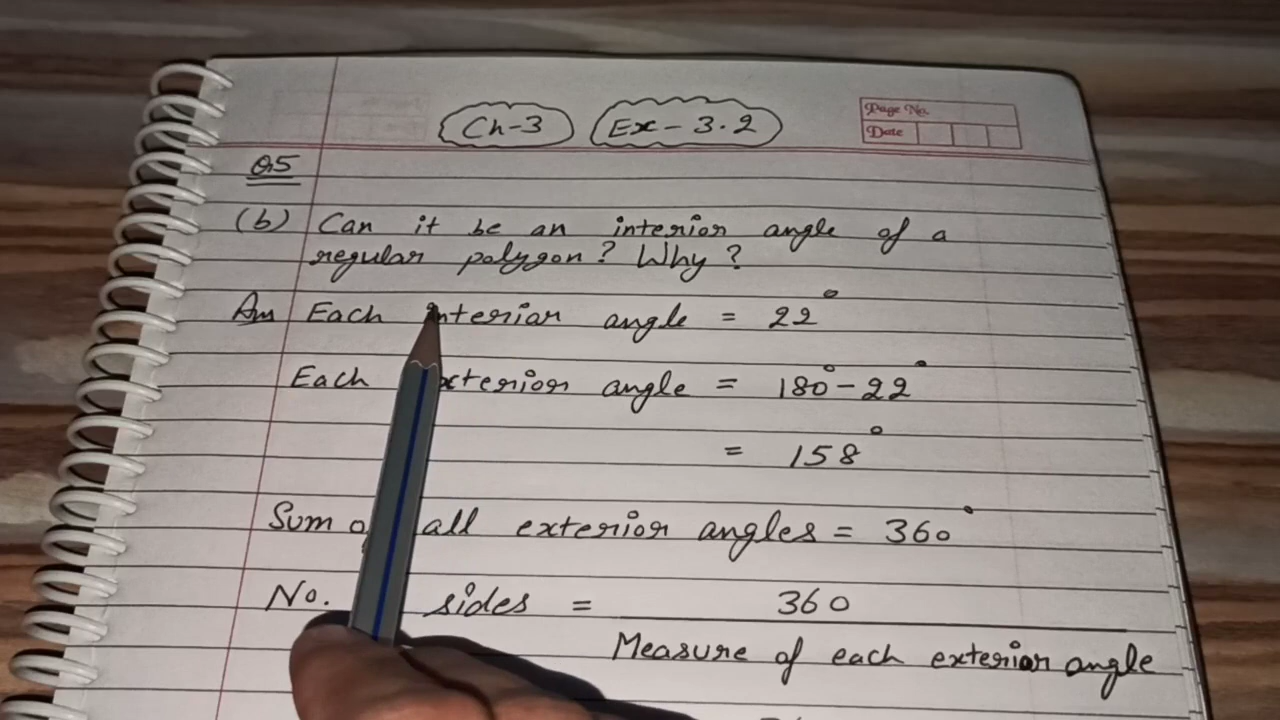 Ch-3 Ex-3.2
Page No.
Date
Q5
(b) Can it be an interior angle of a
regular polygon? Why?
Ans Each interior angle = 22°
Each exterior angle = 180°-22°
= 158°
Sum of all exterior angles = 360°
No. sides = 360
Measure of each exterior angle